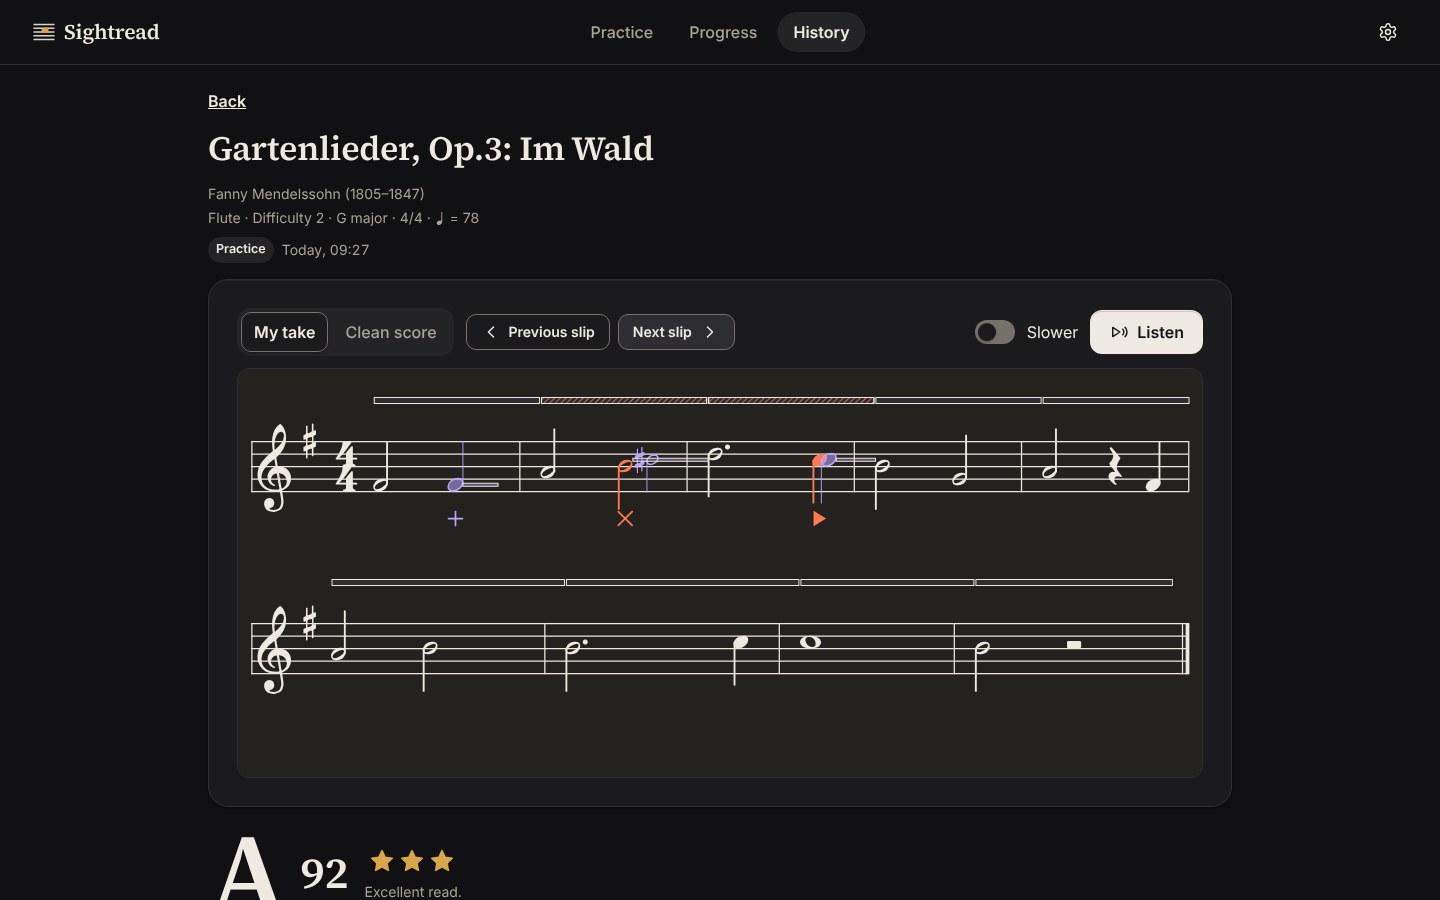 Sightread
Practice
Progress
History
Back
Gartenlieder, Op.3: Im Wald
Fanny Mendelssohn (1805–1847)
Flute · Difficulty 2 · G major · 4/4 · ♩ = 78
Practice
Today, 09:27
My take
Clean score
Previous slip
Next slip
Slower
Listen
4
4
A
92
Excellent read.